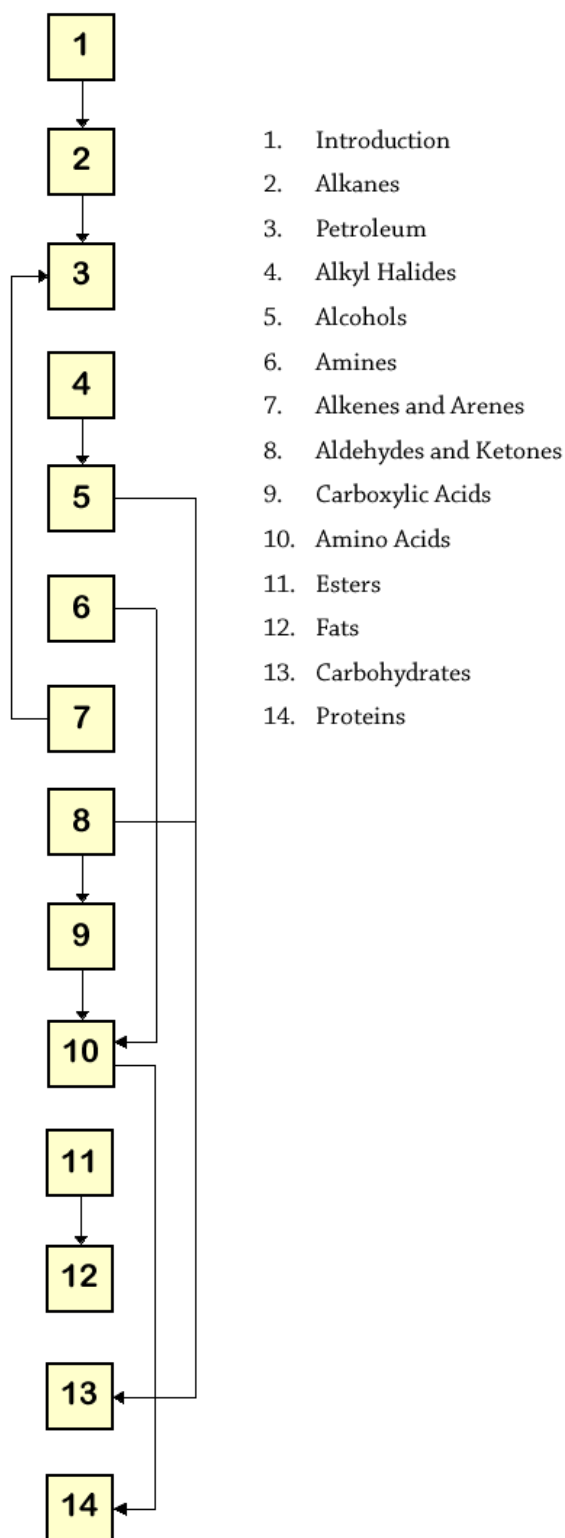 1
2
3
4
5
6
7
8
9
10
11
12
13
14
1. Introduction
2. Alkanes
3. Petroleum
4. Alkyl Halides
5. Alcohols
6. Amines
7. Alkenes and Arenes
8. Aldehydes and Ketones
9. Carboxylic Acids
10. Amino Acids
11. Esters
12. Fats
13. Carbohydrates
14. Proteins